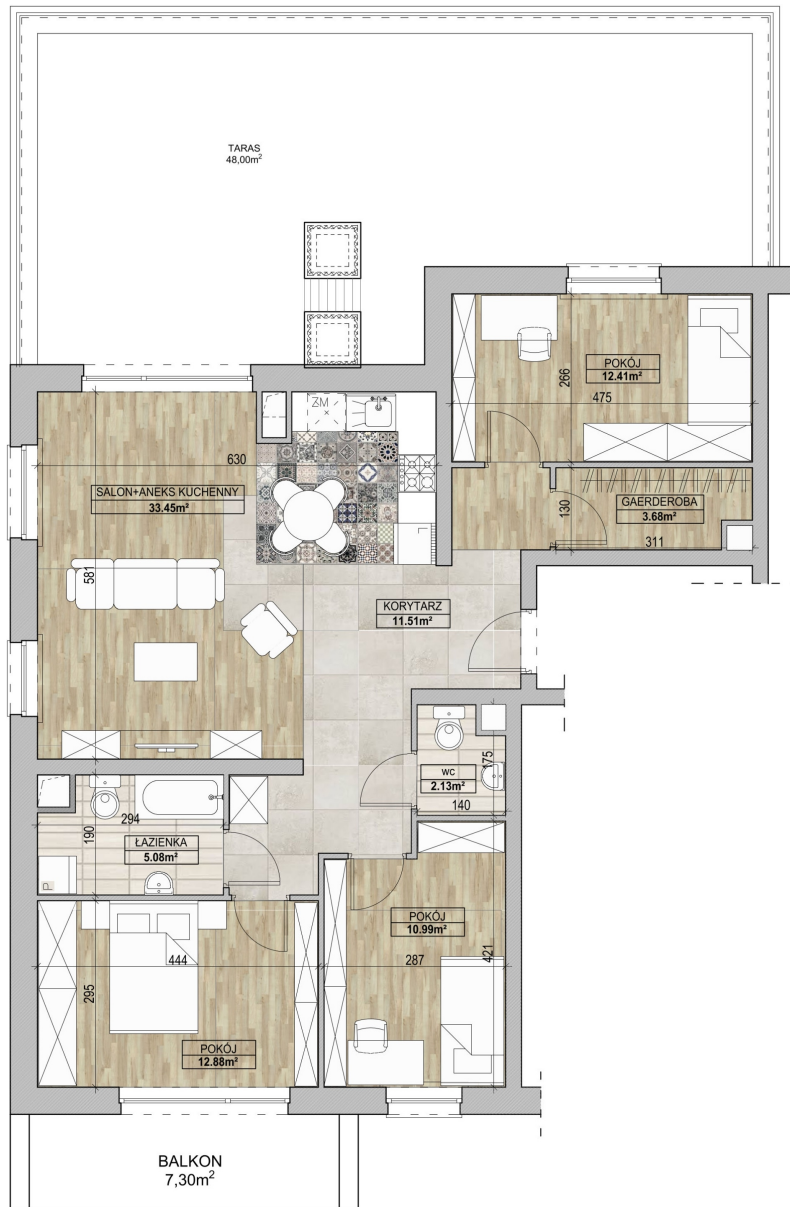 TARAS
48,00m²
POKÓJ
12.41m²
266
475
ZM
630
SALON+ANEKS KUCHENNY
33.45m²
GAERDEROBA
3.68m²
130
311
L
581
KORYTARZ
11.51m²
WC
2.13m²
175
140
294
190
ŁAZIENKA
5.08m²
P
POKÓJ
10.99m²
287
421
444
295
POKÓJ
12.88m²
BALKON
7,30m²